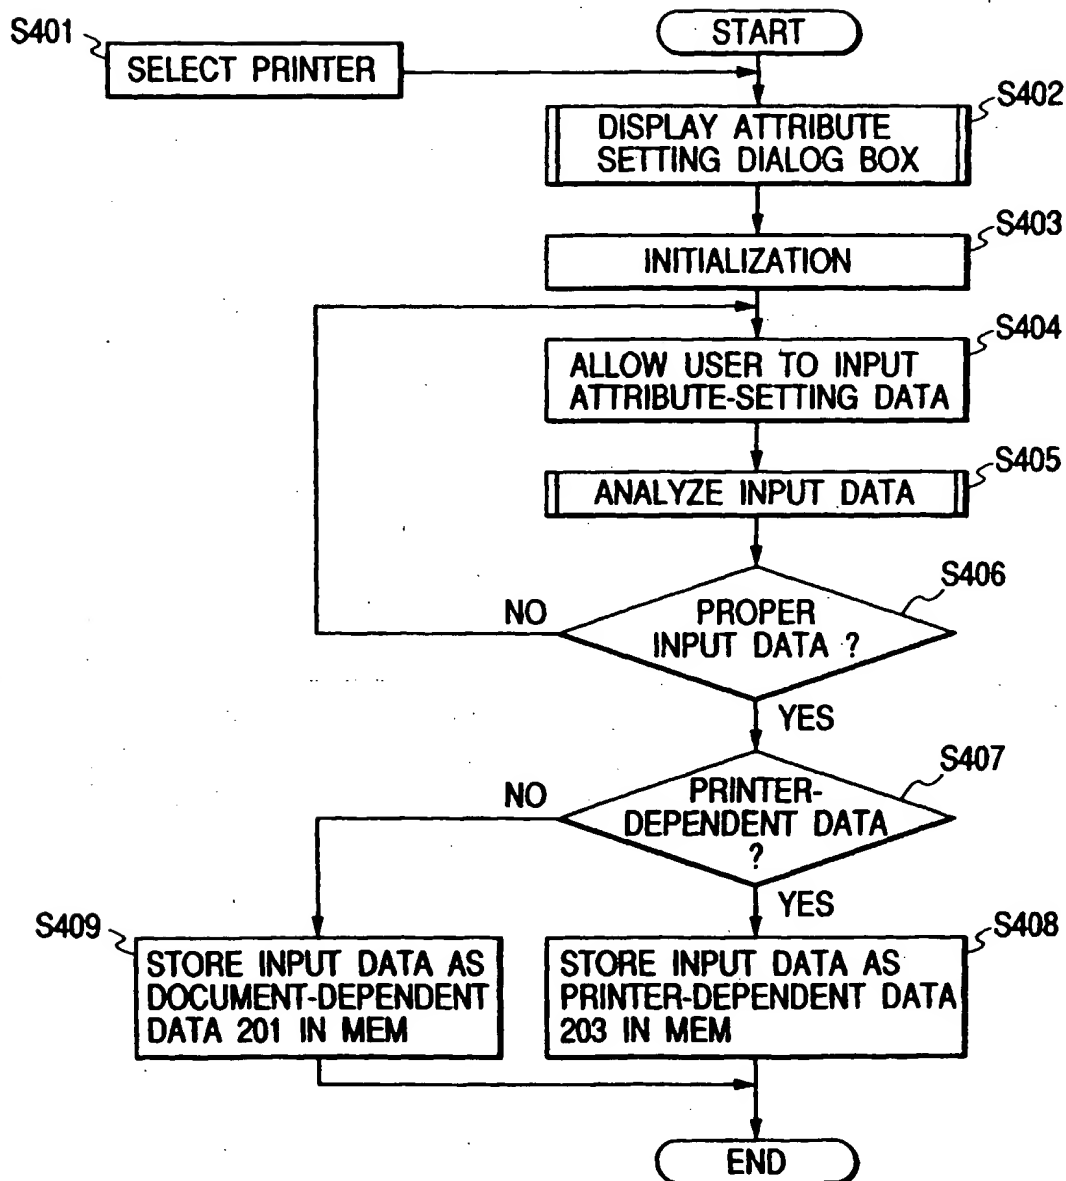 START
S401
SELECT PRINTER
S402
DISPLAY ATTRIBUTE
SETTING DIALOG BOX
S403
INITIALIZATION
S404
ALLOW USER TO INPUT
ATTRIBUTE-SETTING DATA
S405
ANALYZE INPUT DATA
S406
PROPER
INPUT DATA ?
NO
YES
S407
PRINTER-
DEPENDENT DATA
?
NO
YES
S409
STORE INPUT DATA AS
DOCUMENT-DEPENDENT
DATA 201 IN MEM
S408
STORE INPUT DATA AS
PRINTER-DEPENDENT DATA
203 IN MEM
END